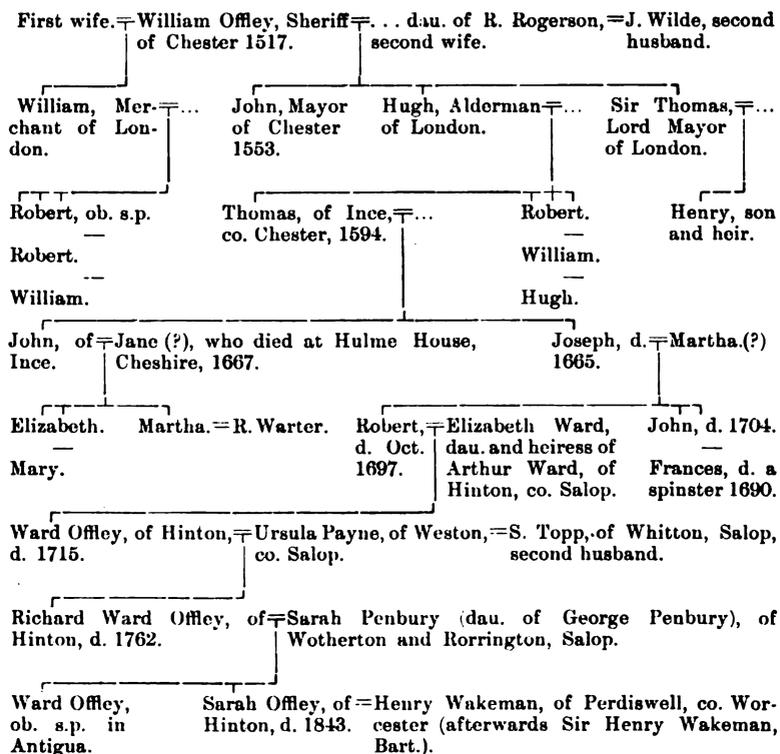 First wife.=William Offley, Sheriff=... dau. of R. Rogerson,=J. Wilde, second
of Chester 1517. second wife. husband.
William, Mer-=... John, Mayor Hugh, Alderman=... Sir Thomas,=...
chant of Lon- of Chester of London. Lord Mayor
don. 1553. of London.
Robert, ob. s.p. Thomas, of Ince,=... Robert. Henry, son
— co. Chester, 1594. — and heir.
Robert. William.
— —
William. Hugh.
John, of=Jane (?), who died at Hulme House, Joseph, d.=Martha.(?)
Ince. Cheshire, 1667. 1665.
Elizabeth. Martha.=R. Warter. Robert,=Elizabeth Ward, John, d. 1704.
— d. Oct. dau. and heiress of —
Mary. 1697. Arthur Ward, of Frances, d. a
Hinton, co. Salop. spinster 1690.
Ward Offley, of Hinton,=Ursula Payne, of Weston,=S. Topp, of Whitton, Salop,
d. 1715. co. Salop. second husband.
Richard Ward Offley, of=Sarah Penbury (dau. of George Penbury), of
Hinton, d. 1762. Wotherton and Rorrington, Salop.
Ward Offley, Sarah Offley, of=Henry Wakeman, of Perdiswell, co. Wor-
ob. s.p. in Hinton, d. 1843. cester (afterwards Sir Henry Wakeman,
Antigua. Bart.).